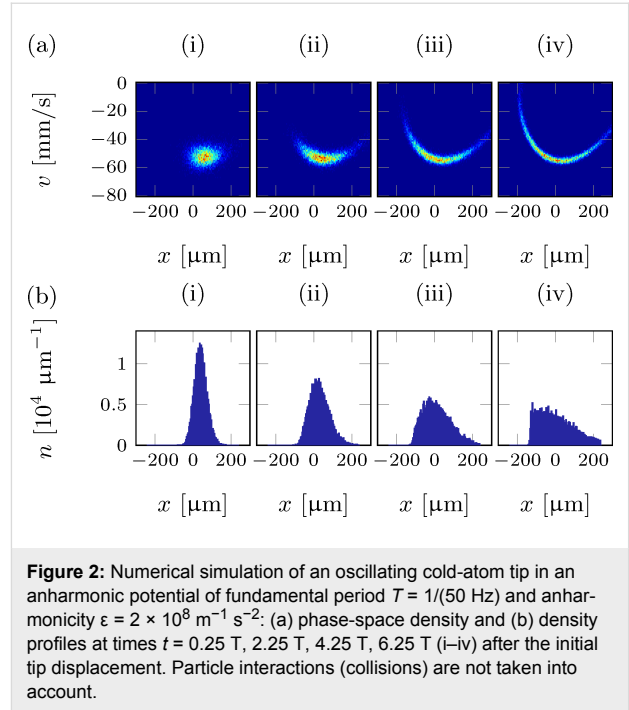 (a) (i) (ii) (iii) (iv)
v [mm/s]
0
−20
−40
−60
−80
−200 0 200 −200 0 200 −200 0 200 −200 0 200
x [μm] x [μm] x [μm] x [μm]
(b) (i) (ii) (iii) (iv)
n [10⁴ μm⁻¹]
1
0.5
0
−200 0 200 −200 0 200 −200 0 200 −200 0 200
x [μm] x [μm] x [μm] x [μm]
Figure 2: Numerical simulation of an oscillating cold-atom tip in an
anharmonic potential of fundamental period T = 1/(50 Hz) and anhar-
monicity ε = 2 × 10⁸ m⁻¹ s⁻²: (a) phase-space density and (b) density
profiles at times t = 0.25 T, 2.25 T, 4.25 T, 6.25 T (i–iv) after the initial
tip displacement. Particle interactions (collisions) are not taken into
account.